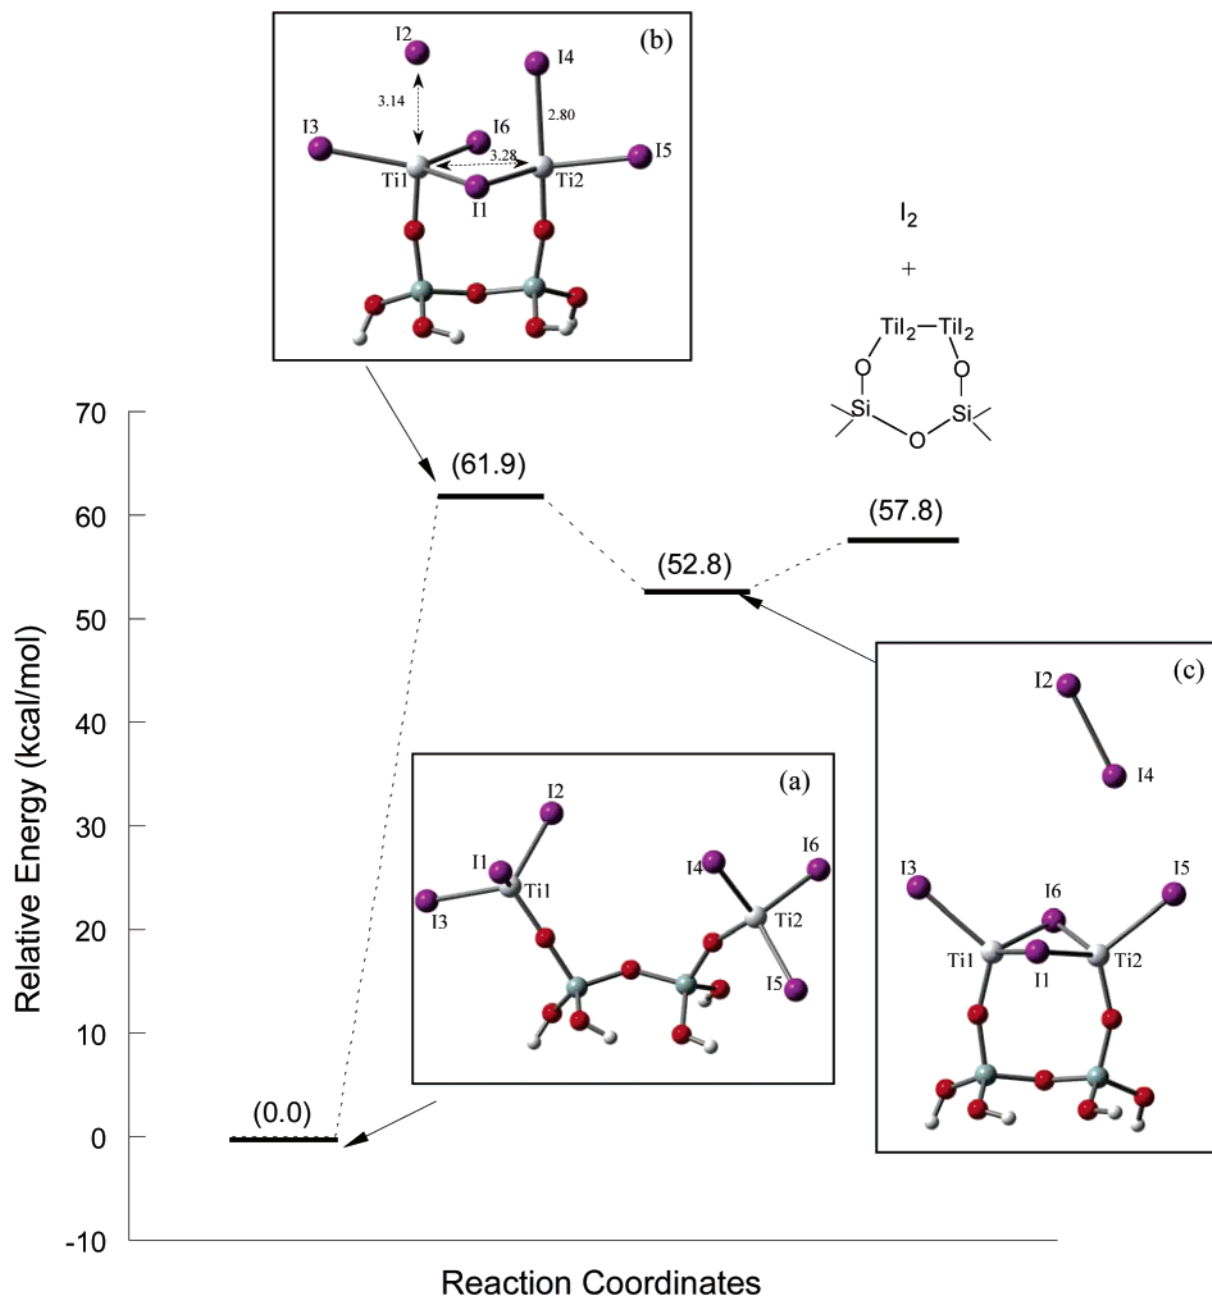 (b)
I2
I4
3.14
2.80
I3
I6
3.28
I5
Ti1
Ti2
I1
I2
+
TiI2—TiI2
O
O
Si
Si
O
70
60
50
40
30
20
10
0
-10
Relative Energy (kcal/mol)
(61.9)
(52.8)
(57.8)
(0.0)
(a)
I2
I1
I4
I6
Ti1
I3
Ti2
I5
(c)
I2
I4
I3
I5
I6
Ti1
Ti2
I1
Reaction Coordinates